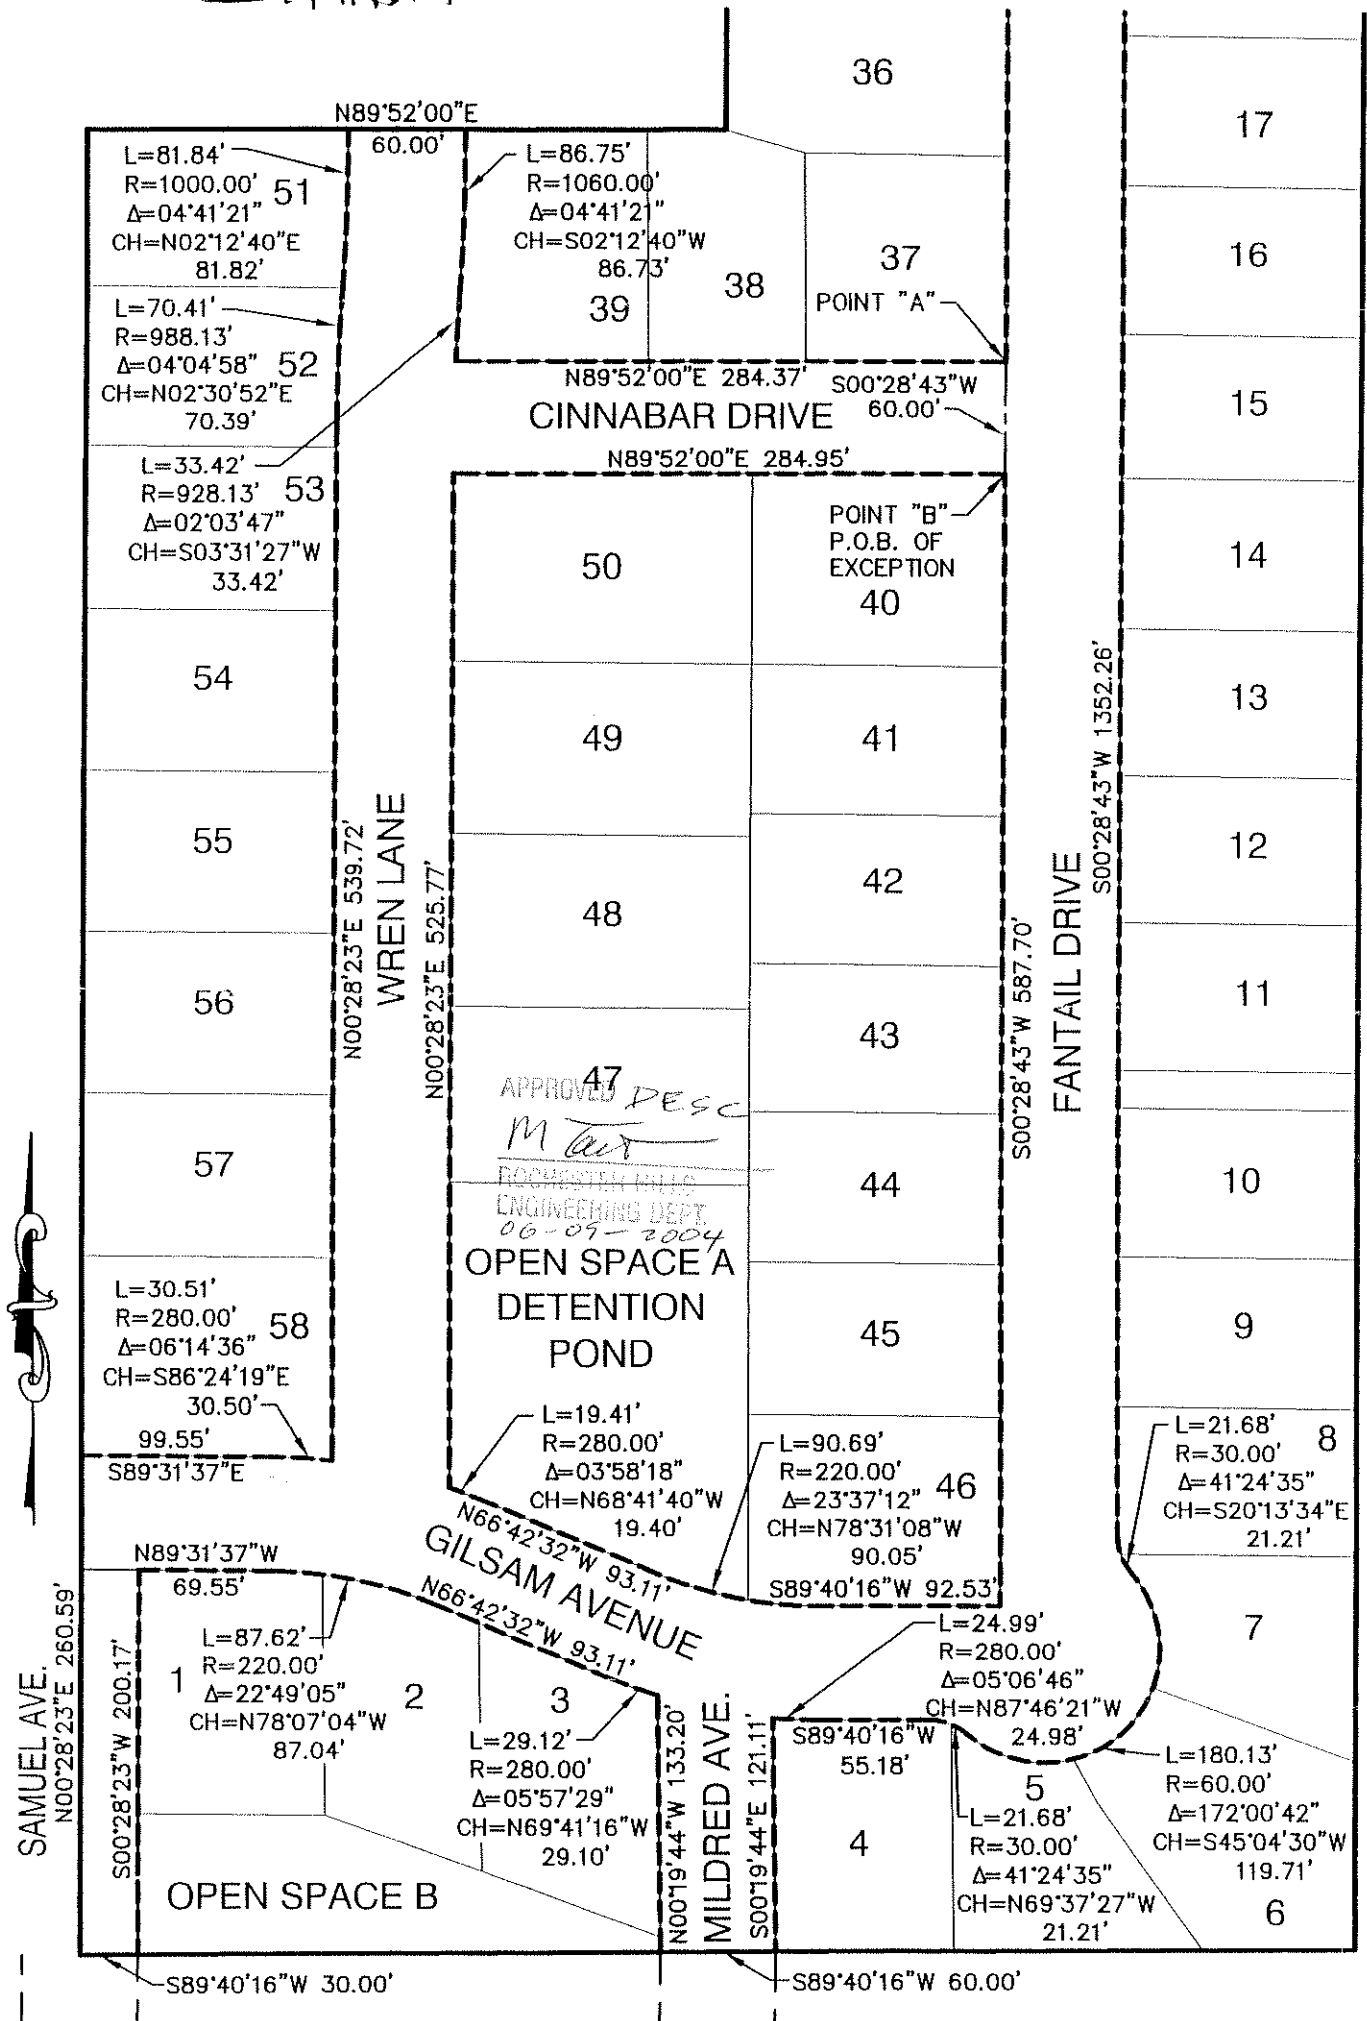 36
17
N89°52'00"E
60.00'
L=81.84'
R=1000.00'
Δ=04°41'21"
CH=N02°12'40"E
81.82'
51
L=86.75'
R=1060.00'
Δ=04°41'21"
CH=S02°12'40"W
86.73'
39
38
37
POINT "A"
16
L=70.41'
R=988.13'
Δ=04°04'58"
CH=N02°30'52"E
70.39'
52
N89°52'00"E 284.37'
S00°28'43"W
60.00'
CINNABAR DRIVE
15
N89°52'00"E 284.95'
L=33.42'
R=928.13'
Δ=02°03'47"
CH=S03°31'27"W
33.42'
53
50
POINT "B"
P.O.B. OF
EXCEPTION
40
14
54
49
41
13
55
N00°28'23"E 539.72'
WREN LANE
N00°28'23"E 525.77'
48
42
S00°28'43"W 587.70'
FANTAIL DRIVE
S00°28'43"W 1352.26'
12
56
47
43
11
APPROVED DESC
ROCHESTER HILLS
ENGINEERING DEPT.
06-09-2004
57
44
10
OPEN SPACE A
DETENTION
POND
L=30.51'
R=280.00'
Δ=06°14'36"
CH=S86°24'19"E
30.50'
58
45
9
99.55'
S89°31'37"E
L=19.41'
R=280.00'
Δ=03°58'18"
CH=N68°41'40"W
19.40'
L=90.69'
R=220.00'
Δ=23°37'12"
CH=N78°31'08"W
90.05'
46
L=21.68'
R=30.00'
Δ=41°24'35"
CH=S20°13'34"E
21.21'
8
N66°42'32"W 93.11'
GILSAM AVENUE
N66°42'32"W 93.11'
N89°31'37"W
69.55'
S89°40'16"W 92.53'
SAMUEL AVE.
N00°28'23"E 260.59'
S00°28'23"W 200.17'
1
L=87.62'
R=220.00'
Δ=22°49'05"
CH=N78°07'04"W
87.04'
2
3
L=29.12'
R=280.00'
Δ=05°57'29"
CH=N69°41'16"W
29.10'
L=24.99'
R=280.00'
Δ=05°06'46"
CH=N87°46'21"W
24.98'
7
N00°19'44"W 133.20'
MILDRED AVE.
S00°19'44"E 121.11'
S89°40'16"W
55.18'
4
5
L=21.68'
R=30.00'
Δ=41°24'35"
CH=N69°37'27"W
21.21'
L=180.13'
R=60.00'
Δ=172°00'42"
CH=S45°04'30"W
119.71'
6
OPEN SPACE B
S89°40'16"W 30.00'
S89°40'16"W 60.00'
13